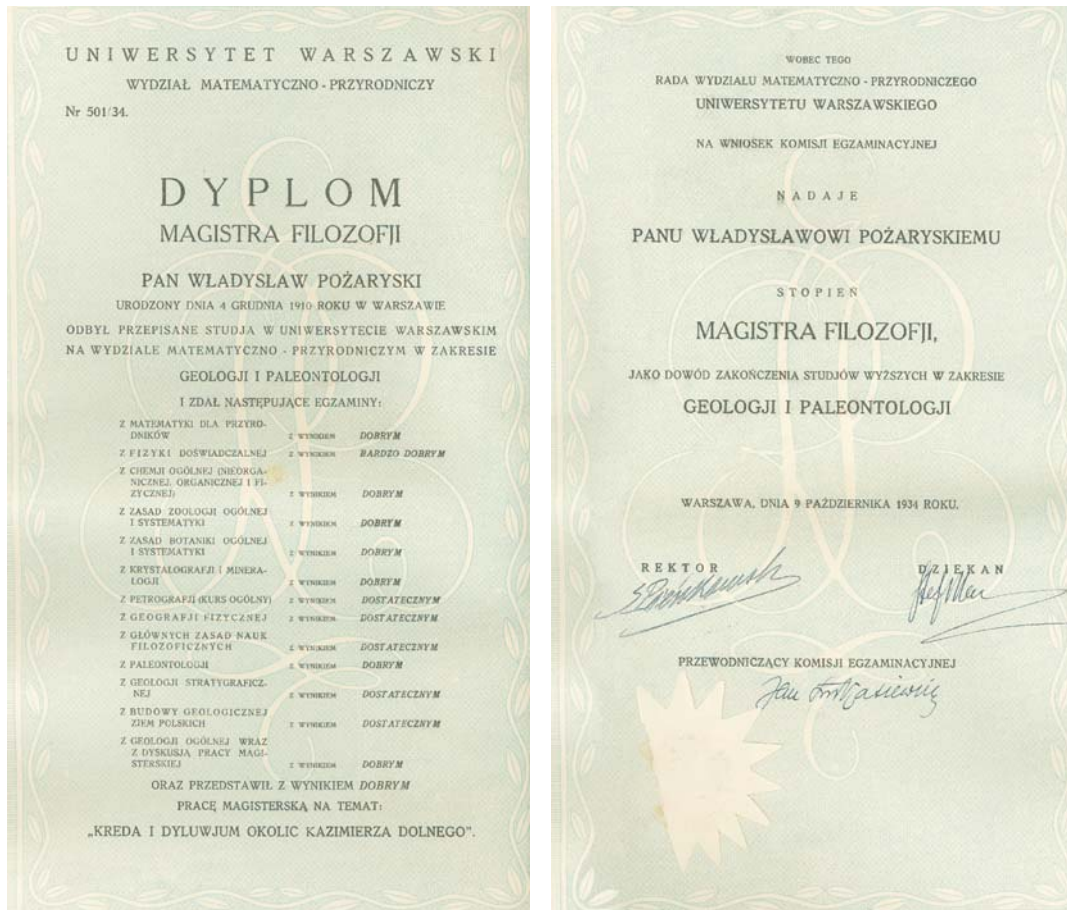 UNIWERSYTET WARSZAWSKI
WYDZIAŁ MATEMATYCZNO - PRZYRODNICZY
Nr 501/34.
DYPLOM
MAGISTRA FILOZOFJI
PAN WŁADYSŁAW POŻARYSKI
URODZONY DNIA 4 GRUDNIA 1910 ROKU W WARSZAWIE
ODBYŁ PRZEPISANE STUDJA W UNIWERSYTECIE WARSZAWSKIM
NA WYDZIALE MATEMATYCZNO - PRZYRODNICZYM W ZAKRESIE
GEOLOGJI I PALEONTOLOGJI
I ZDAŁ NASTĘPUJĄCE EGZAMINY:
Z MATEMATYKI DLA PRZYRO-
DNIKÓW Z WYNIKIEM DOBRYM
Z FIZYKI DOŚWIADCZALNEJ Z WYNIKIEM BARDZO DOBRYM
Z CHEMJI OGÓLNEJ (NIEORGA-
NICZNEJ, ORGANICZNEJ I FI-
ZYCZNEJ) Z WYNIKIEM DOBRYM
Z ZASAD ZOOLOGJI OGÓLNEJ
I SYSTEMATYKI Z WYNIKIEM DOBRYM
Z ZASAD BOTANIKI OGÓLNEJ
I SYSTEMATYKI Z WYNIKIEM DOBRYM
Z KRYSTALOGRAFJI I MINERA-
LOGJI Z WYNIKIEM DOBRYM
Z PETROGRAFJI (KURS OGÓLNY) Z WYNIKIEM DOSTATECZNYM
Z GEOGRAFJI FIZYCZNEJ Z WYNIKIEM DOSTATECZNYM
Z GŁÓWNYCH ZASAD NAUK
FILOZOFICZNYCH Z WYNIKIEM DOSTATECZNYM
Z PALEONTOLOGJI Z WYNIKIEM DOBRYM
Z GEOLOGJI STRATYGRAFICZ-
NEJ Z WYNIKIEM DOSTATECZNYM
Z BUDOWY GEOLOGICZNEJ
ZIEM POLSKICH Z WYNIKIEM DOSTATECZNYM
Z GEOLOGJI OGÓLNEJ WRAZ
Z DYSKUSJĄ PRACY MAGI-
STERSKIEJ Z WYNIKIEM DOBRYM
ORAZ PRZEDSTAWIŁ Z WYNIKIEM DOBRYM
PRACĘ MAGISTERSKĄ NA TEMAT:
„KREDA I DYLUWJUM OKOLIC KAZIMIERZA DOLNEGO".
WOBEC TEGO
RADA WYDZIAŁU MATEMATYCZNO - PRZYRODNICZEGO
UNIWERSYTETU WARSZAWSKIEGO
NA WNIOSEK KOMISJI EGZAMINACYJNEJ
NADAJE
PANU WŁADYSŁAWOWI POŻARYSKIEMU
STOPIEŃ
MAGISTRA FILOZOFJI,
JAKO DOWÓD ZAKOŃCZENIA STUDJÓW WYŻSZYCH W ZAKRESIE
GEOLOGJI I PALEONTOLOGJI
WARSZAWA, DNIA 9 PAŹDZIERNIKA 1934 ROKU.
REKTOR DZIEKAN
PRZEWODNICZĄCY KOMISJI EGZAMINACYJNEJ
Jan